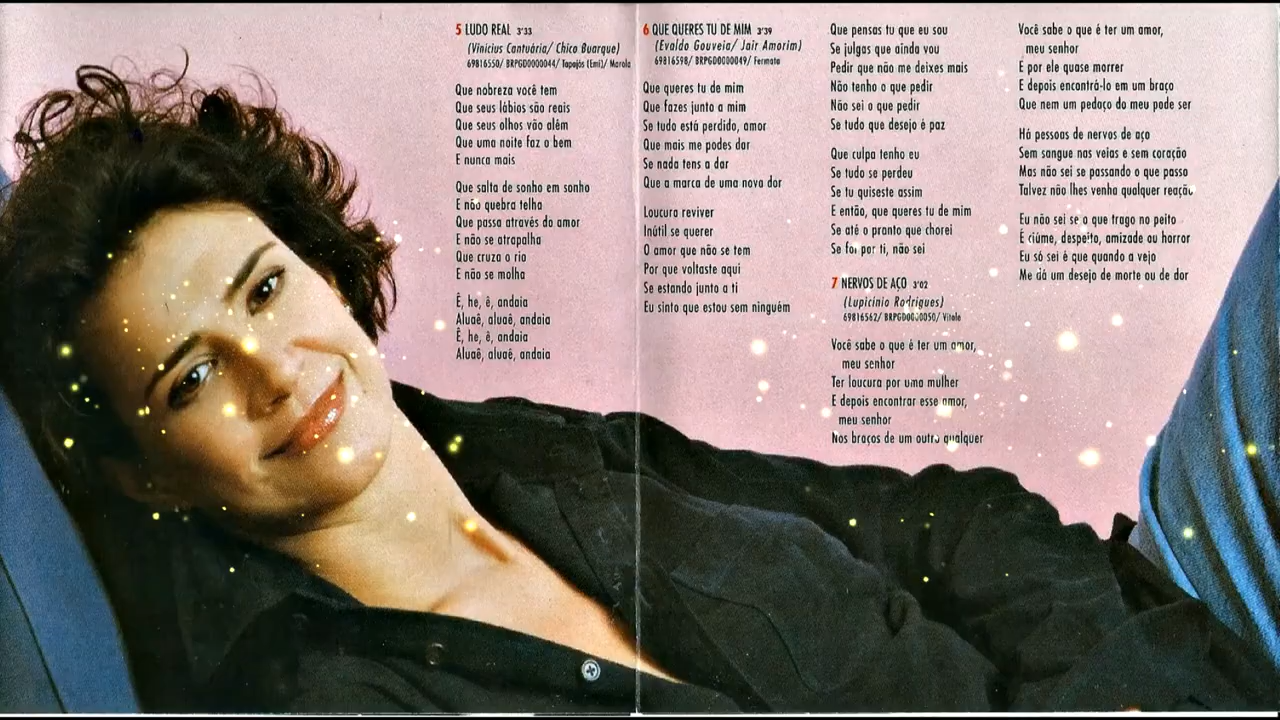 5 LUDO REAL 3'33
(Vinicius Cantuária/ Chico Buarque)
69816550/ BRPGD0000044/ Tapajós (Emi)/ Marola
Que nobreza você tem
Que seus lábios são reais
Que seus olhos vão além
Que uma noite faz o bem
E nunca mais
Que salta de sonho em sonho
E não quebra telha
Que passa através do amor
E não se atrapalha
Que cruza o rio
E não se molha
Ê, he, ê, andaia
Aluaê, aluaê, andaia
Ê, he, ê, andaia
Aluaê, aluaê, andaia
6 QUE QUERES TU DE MIM 3'39
(Evaldo Gouveia/ Jair Amorim)
69816598/ BRPGD0000049/ Fermata
Que queres tu de mim
Que fazes junto a mim
Se tudo está perdido, amor
Que mais me podes dar
Se nada tens a dar
Que a marca de uma nova dor
Loucura reviver
Inútil se querer
O amor que não se tem
Por que voltaste aqui
Se estando junto a ti
Eu sinto que estou sem ninguém
Que pensas tu que eu sou
Se julgas que ainda vou
Pedir que não me deixes mais
Não tenho o que pedir
Não sei o que pedir
Se tudo que desejo é paz
Que culpa tenho eu
Se tudo se perdeu
Se tu quiseste assim
E então, que queres tu de mim
Se até o pranto que chorei
Se foi por ti, não sei
7 NERVOS DE AÇO 3'02
(Lupicínio Rodrigues)
69816562/ BRPGD0000050/ Vitale
Você sabe o que é ter um amor,
meu senhor
Ter loucura por uma mulher
E depois encontrar esse amor,
meu senhor
Nos braços de um outro qualquer
Você sabe o que é ter um amor,
meu senhor
E por ele quase morrer
E depois encontrá-lo em um braço
Que nem um pedaço do meu pode ser
Há pessoas de nervos de aço
Sem sangue nas veias e sem coração
Mas não sei se passando o que passo
Talvez não lhes venha qualquer reação
Eu não sei se o que trago no peito
É ciúme, despeito, amizade ou horror
Eu só sei é que quando a vejo
Me dá um desejo de morte ou de dor